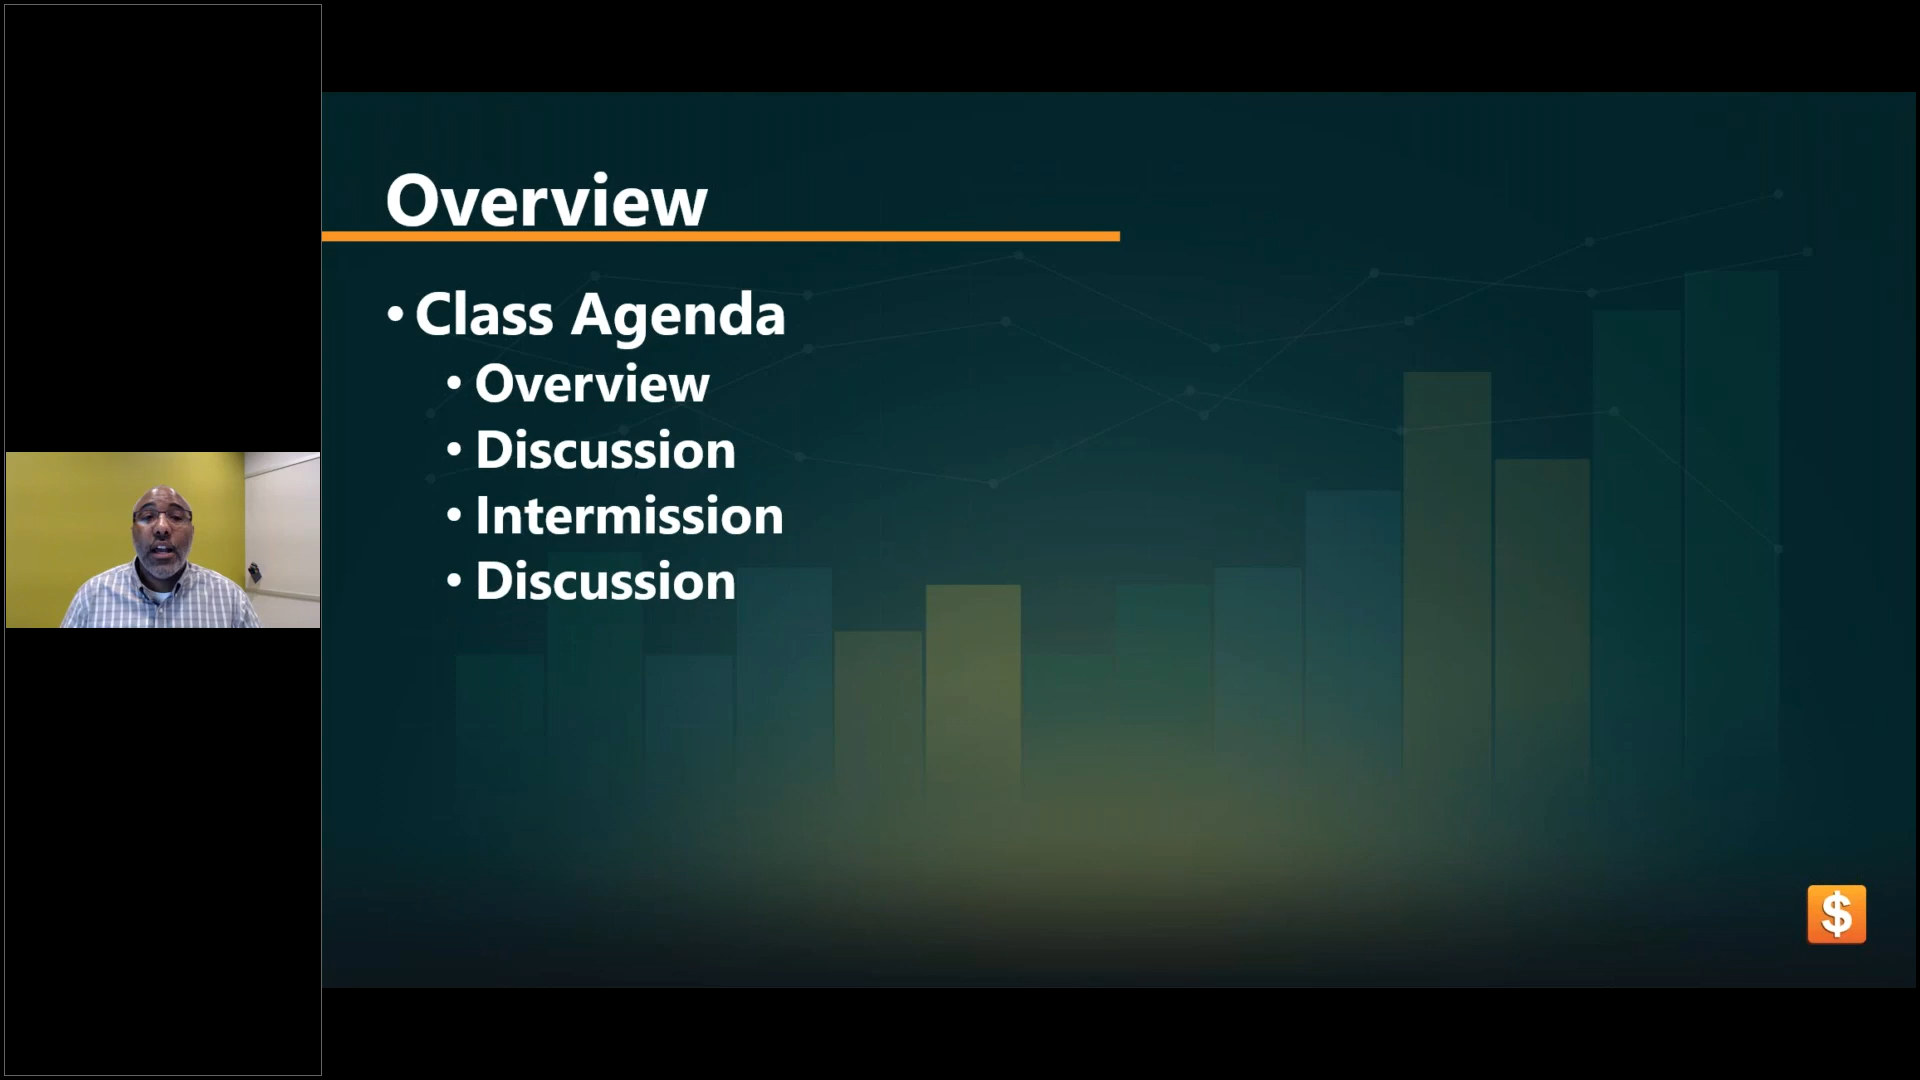 Overview
• Class Agenda
• Overview
• Discussion
• Intermission
• Discussion
$